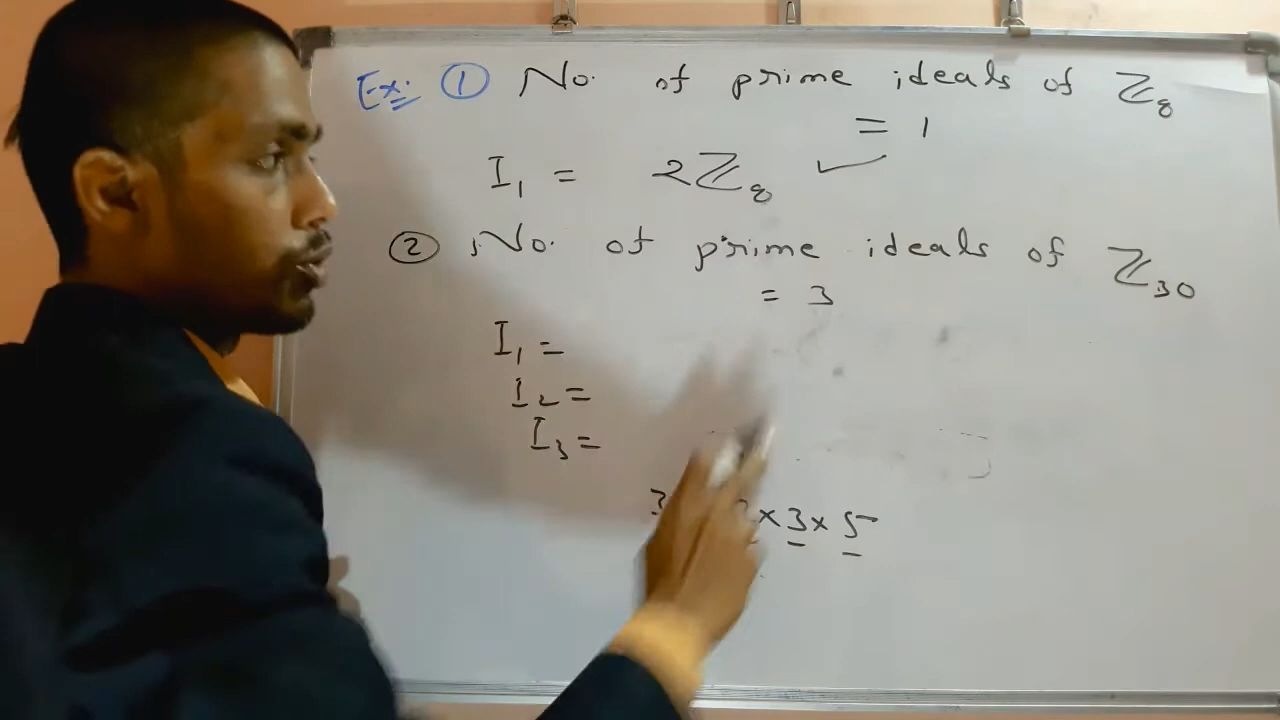 Ex: ① No. of prime ideals of ℤ₈
= 1
I₁ = 2ℤ₈ ✓
② No. of prime ideals of ℤ₃₀
= 3
I₁ =
I₂ =
I₃ =
3 × 3 × 5